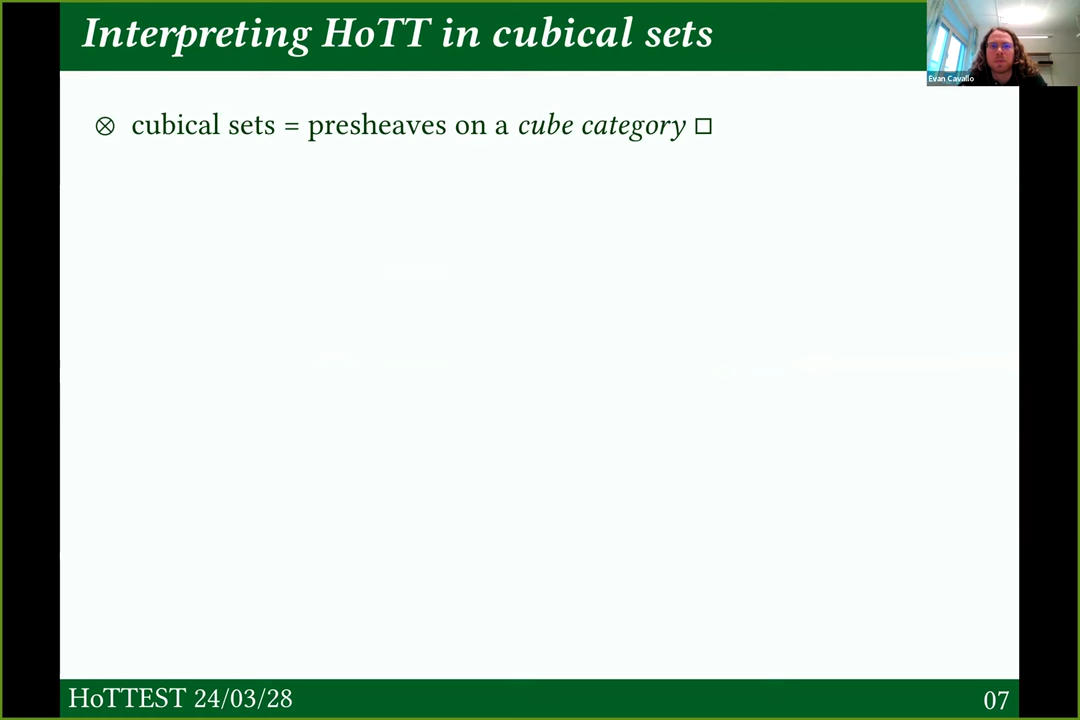 Interpreting HoTT in cubical sets
Evan Cavallo
⊗ cubical sets = presheaves on a cube category □
HoTTEST 24/03/28
07